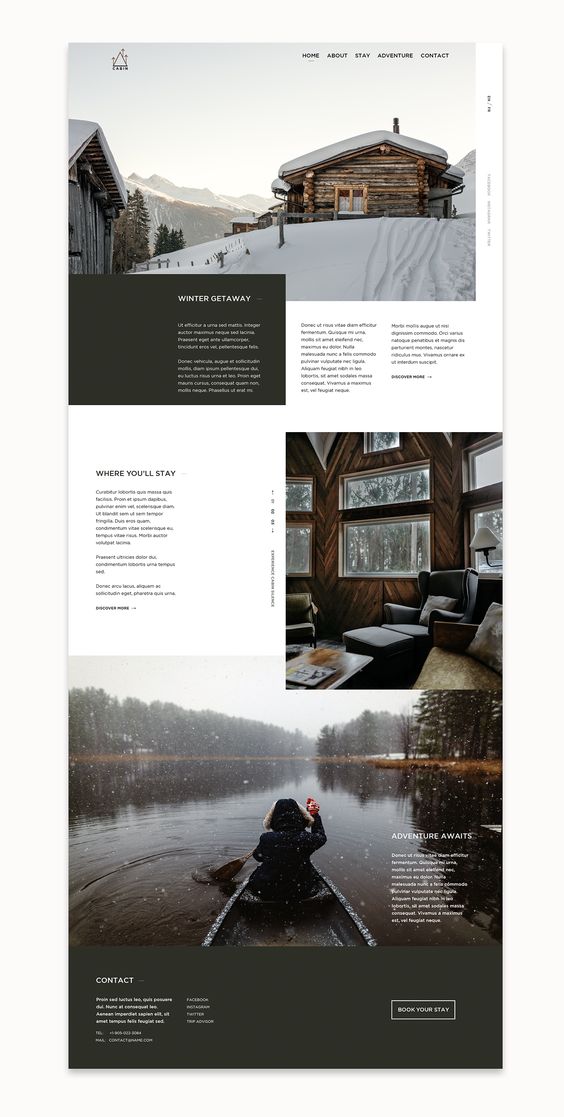 CABIN
HOME ABOUT STAY ADVENTURE CONTACT
EN / FR
FACEBOOK INSTAGRAM TWITTER
WINTER GETAWAY
Ut efficitur a urna sed mattis. Integer
auctor maximus neque sed lacinia.
Praesent eget ante ullamcorper,
tincidunt eros vel, pellentesque felis.
Donec vehicula, augue et sollicitudin
mollis, diam ipsum pellentesque dui,
eu luctus risus urna et leo. Proin eget
mauris cursus, consequat quam non,
mollis neque. Phasellus ut erat mi.
Donec ut risus vitae diam efficitur
fermentum. Quisque mi urna,
mollis sit amet eleifend nec,
maximus eu dolor. Nulla
malesuada nunc a felis commodo
pulvinar vulputate nec ligula.
Aliquam feugiat nibh in leo
lobortis, sit amet sodales massa
consequat. Vivamus a maximus
est, vel feugiat neque.
Morbi mollis augue ut nisi
dignissim commodo. Orci varius
natoque penatibus et magnis dis
parturient montes, nascetur
ridiculus mus. Vivamus ornare ex
ut interdum suscipit.
DISCOVER MORE →
WHERE YOU'LL STAY
Curabitur lobortis quis massa quis
facilisis. Proin et ipsum dapibus,
pulvinar enim vel, scelerisque diam.
Ut blandit sem ut sem tempor
fringilla. Duis eros quam,
condimentum vitae scelerisque eu,
tempus vitae risus. Morbi auctor
volutpat lacinia.
Praesent ultricies dolor dui,
condimentum lobortis urna tempus
sed.
Donec arcu lacus, aliquam ac
sollicitudin eget, pharetra quis urna.
DISCOVER MORE →
← 01 02 03 →
EXPERIENCE CABIN SILENCE
ADVENTURE AWAITS
Donec ut risus vitae diam efficitur
fermentum. Quisque mi urna,
mollis sit amet eleifend nec,
maximus eu dolor. Nulla
malesuada nunc a felis commodo
pulvinar vulputate nec ligula.
Aliquam feugiat nibh in leo
lobortis, sit amet sodales massa
consequat. Vivamus a maximus
est, vel feugiat neque.
CONTACT
Proin sed luctus leo, quis posuere
dui. Nunc at consequat leo.
Aenean imperdiet sapien elit, sit
amet tempus felis feugiat sed.
TEL: +1-905-022-3084
MAIL: CONTACT@NAME.COM
FACEBOOK
INSTAGRAM
TWITTER
TRIP ADVISOR
BOOK YOUR STAY